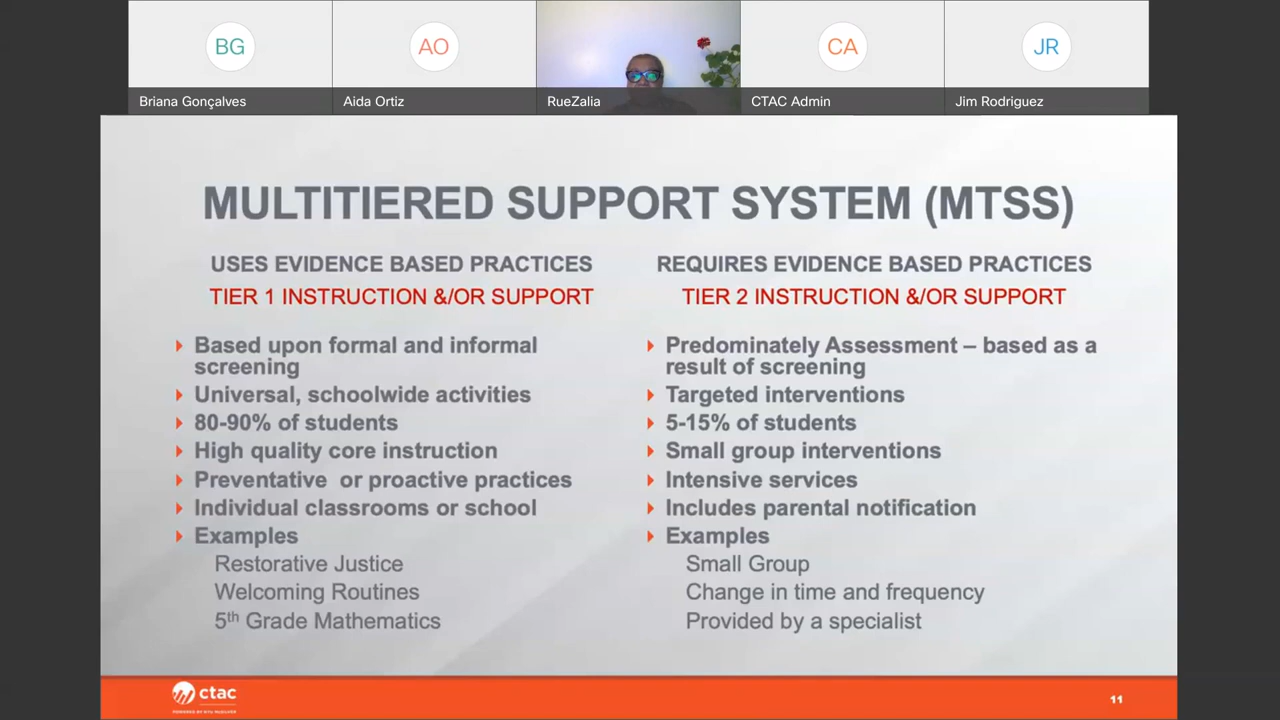 BG
AO
CA
JR
Briana Gonçalves
Aida Ortiz
RueZalia
CTAC Admin
Jim Rodriguez
MULTITIERED SUPPORT SYSTEM (MTSS)
USES EVIDENCE BASED PRACTICES
TIER 1 INSTRUCTION &/OR SUPPORT
Based upon formal and informal
screening
Universal, schoolwide activities
80-90% of students
High quality core instruction
Preventative or proactive practices
Individual classrooms or school
Examples
Restorative Justice
Welcoming Routines
5th Grade Mathematics
REQUIRES EVIDENCE BASED PRACTICES
TIER 2 INSTRUCTION &/OR SUPPORT
Predominately Assessment – based as a
result of screening
Targeted interventions
5-15% of students
Small group interventions
Intensive services
Includes parental notification
Examples
Small Group
Change in time and frequency
Provided by a specialist
ctac
11